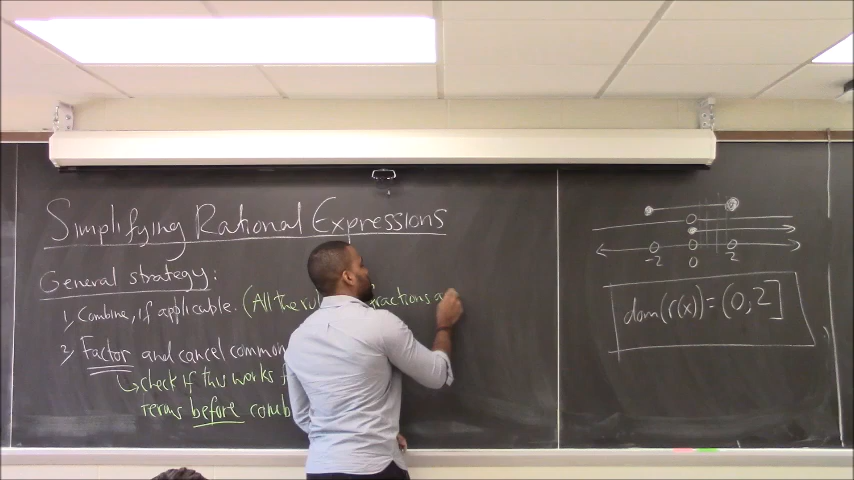 Simplifying Rational Expressions
General strategy:
1, Combine, if applicable. (All the ractions a
2, Factor and cancel common
↳ check if this works f
terms before comb
-2 0 2
0
dom(r(x)) = (0, 2]